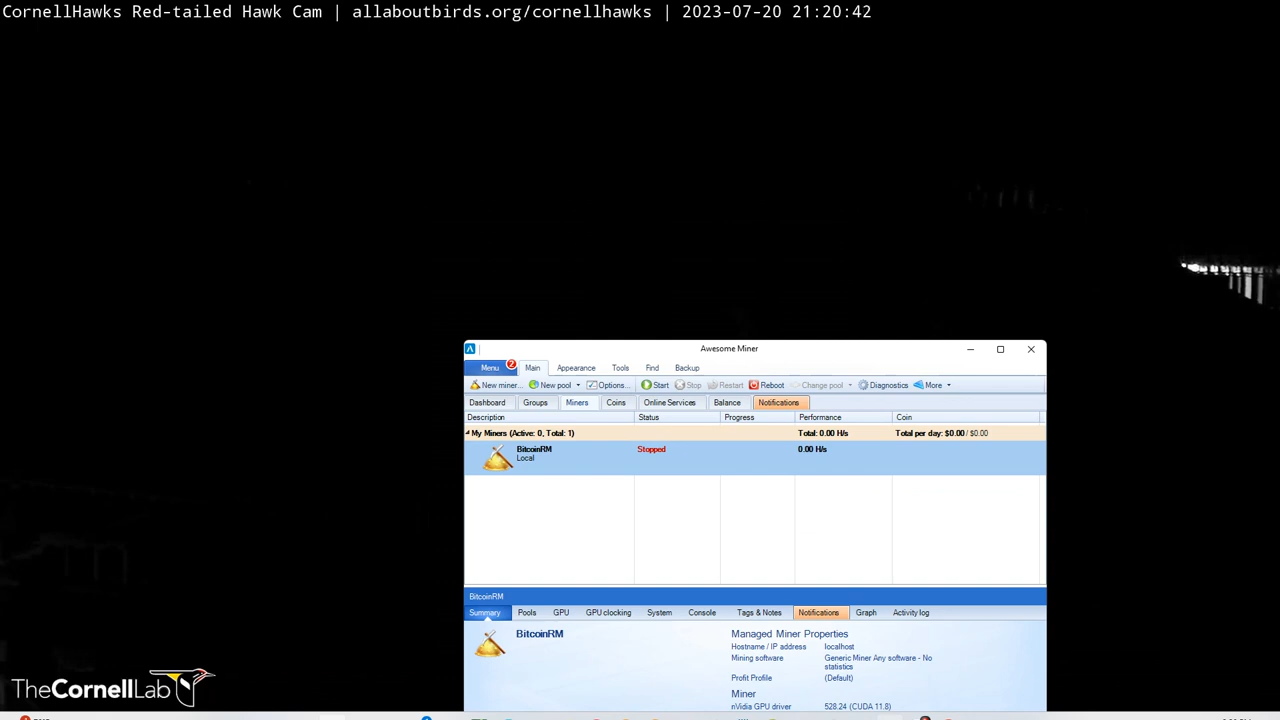 CornellHawks Red-tailed Hawk Cam | allaboutbirds.org/cornellhawks | 2023-07-20 21:20:42
Awesome Miner
Menu 2 Main Appearance Tools Find Backup
New miner... New pool Options... Start Stop Restart Reboot Change pool Diagnostics More
Dashboard Groups Miners Coins Online Services Balance Notifications
Description Status Progress Performance Coin
My Miners (Active: 0, Total: 1) Total: 0.00 H/s Total per day: $0.00 / $0.00
BitcoinRM Stopped 0.00 H/s
Local
BitcoinRM
Summary Pools GPU GPU clocking System Console Tags & Notes Notifications Graph Activity log
BitcoinRM Managed Miner Properties
Hostname / IP address localhost
Mining software Generic Miner Any software - No
statistics
Profit Profile (Default)
Miner
nVidia GPU driver 528.24 (CUDA 11.8)
TheCornellLab